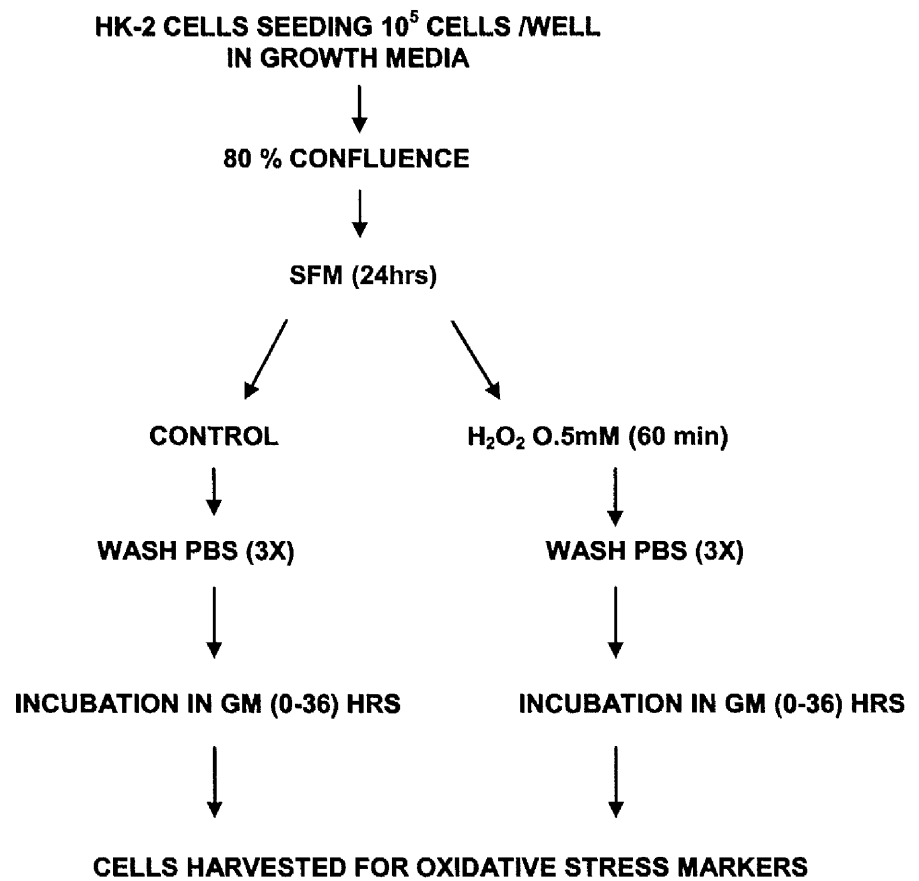 HK-2 CELLS SEEDING 10⁵ CELLS /WELL
IN GROWTH MEDIA
80 % CONFLUENCE
SFM (24hrs)
CONTROL
H₂O₂ O.5mM (60 min)
WASH PBS (3X)
WASH PBS (3X)
INCUBATION IN GM (0-36) HRS
INCUBATION IN GM (0-36) HRS
CELLS HARVESTED FOR OXIDATIVE STRESS MARKERS